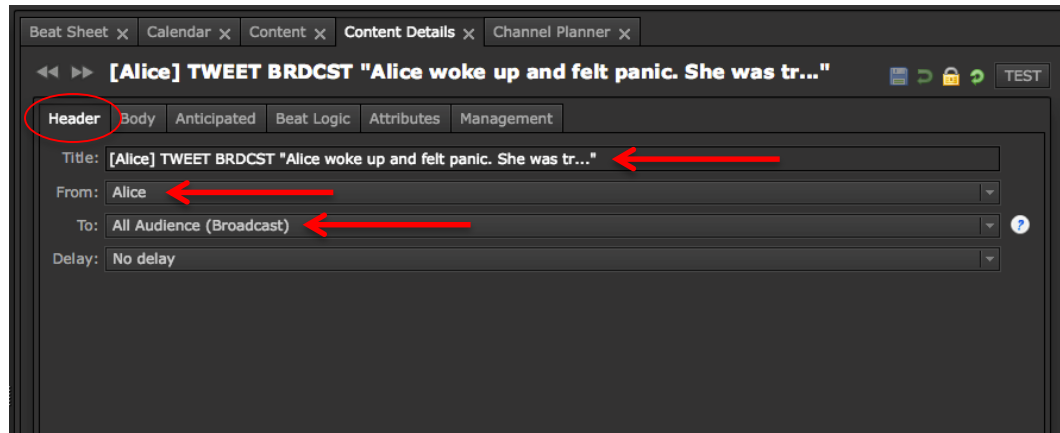 Beat Sheet Calendar Content Content Details Channel Planner
[Alice] TWEET BRDCST "Alice woke up and felt panic. She was tr..." TEST
Header Body Anticipated Beat Logic Attributes Management
Title: [Alice] TWEET BRDCST "Alice woke up and felt panic. She was tr..."
From: Alice
To: All Audience (Broadcast) ?
Delay: No delay